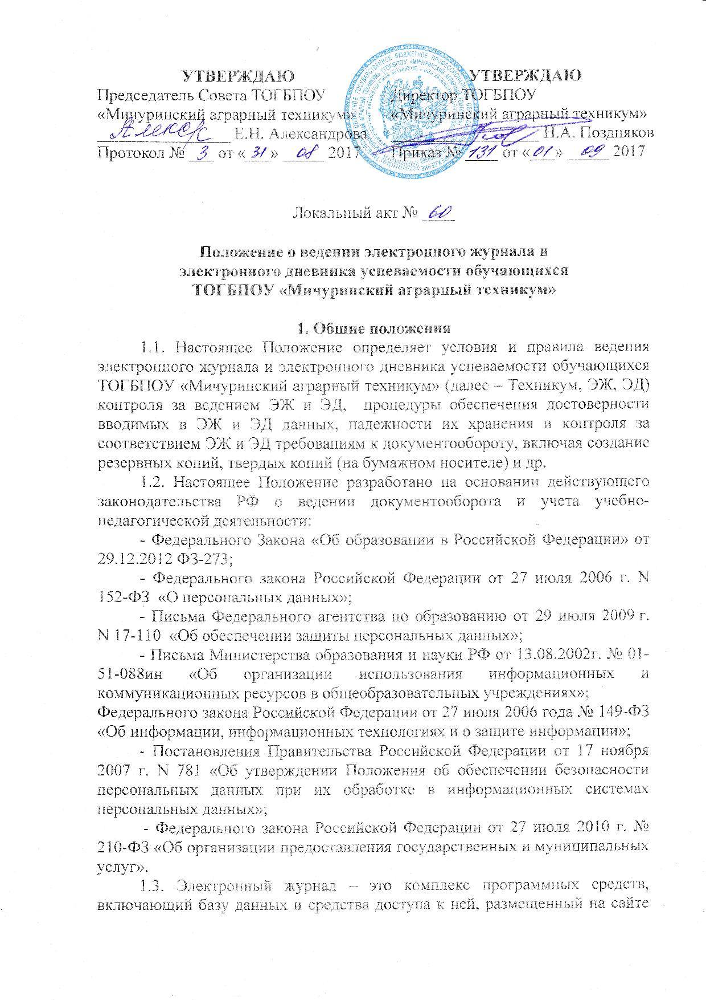 УТВЕРЖДАЮ
Председатель Совета ТОГБПОУ
«Мичуринский аграрный техникум»
Е.Н. Александрова
Протокол № 3 от « 31 » 08 2017
УТВЕРЖДАЮ
Директор ТОГБПОУ
«Мичуринский аграрный техникум»
Н.А. Поздняков
Приказ № 131 от « 01 » 09 2017
Локальный акт № 60
Положение о ведении электронного журнала и
электронного дневника успеваемости обучающихся
ТОГБПОУ «Мичуринский аграрный техникум»
1. Общие положения
1.1. Настоящее Положение определяет условия и правила ведения
электронного журнала и электронного дневника успеваемости обучающихся
ТОГБПОУ «Мичуринский аграрный техникум» (далее – Техникум, ЭЖ, ЭД)
контроля за ведением ЭЖ и ЭД, процедуры обеспечения достоверности
вводимых в ЭЖ и ЭД данных, надежности их хранения и контроля за
соответствием ЭЖ и ЭД требованиям к документообороту, включая создание
резервных копий, твердых копий (на бумажном носителе) и др.
1.2. Настоящее Положение разработано на основании действующего
законодательства РФ о ведении документооборота и учета учебно-
педагогической деятельности:
- Федерального Закона «Об образовании в Российской Федерации» от
29.12.2012 ФЗ-273;
- Федерального закона Российской Федерации от 27 июля 2006 г. N
152-ФЗ «О персональных данных»;
- Письма Федерального агентства по образованию от 29 июля 2009 г.
N 17-110 «Об обеспечении защиты персональных данных»;
- Письма Министерства образования и науки РФ от 13.08.2002г. № 01-
51-088ин «Об организации использования информационных и
коммуникационных ресурсов в общеобразовательных учреждениях»;
Федерального закона Российской Федерации от 27 июля 2006 года № 149-ФЗ
«Об информации, информационных технологиях и о защите информации»;
- Постановления Правительства Российской Федерации от 17 ноября
2007 г. N 781 «Об утверждении Положения об обеспечении безопасности
персональных данных при их обработке в информационных системах
персональных данных»;
- Федерального закона Российской Федерации от 27 июля 2010 г. №
210-ФЗ «Об организации предоставления государственных и муниципальных
услуг».
1.3. Электронный журнал – это комплекс программных средств,
включающий базу данных и средства доступа к ней, размещенный на сайте